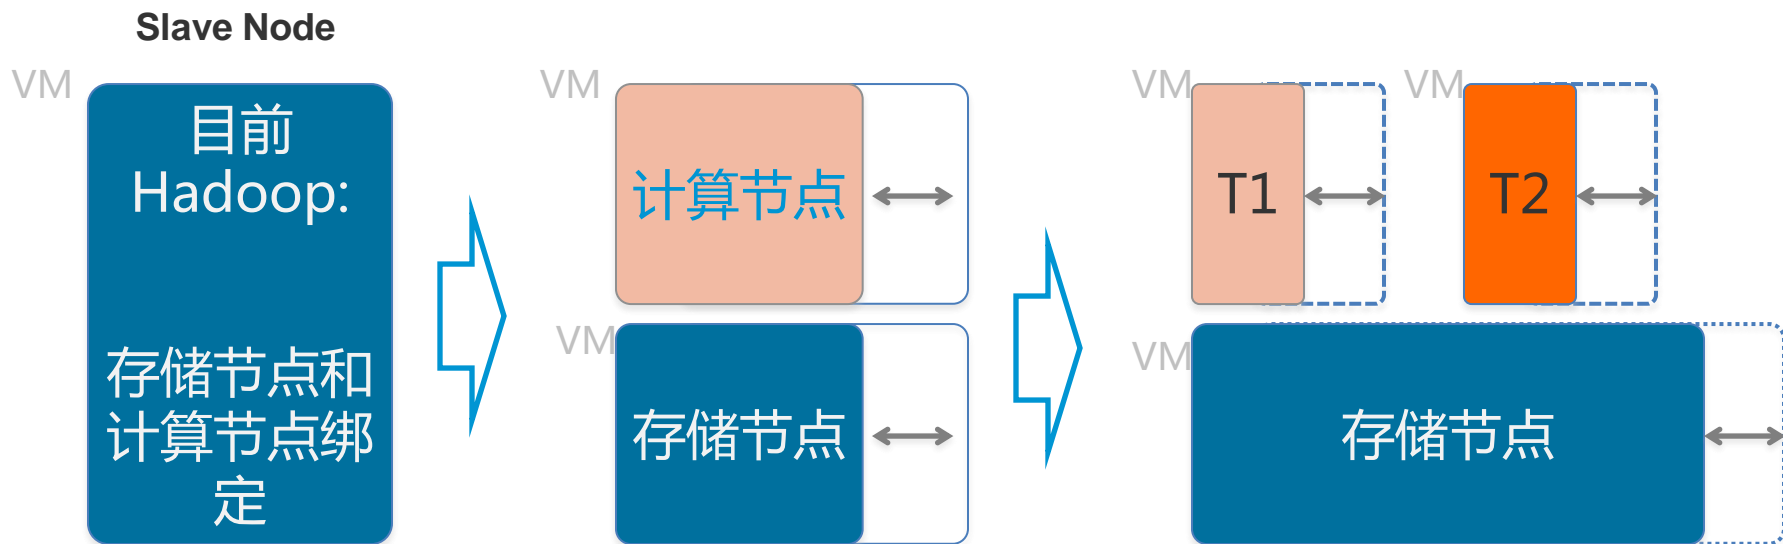 Slave Node
VM
目前
Hadoop:
存储节点和
计算节点绑
定
VM
计算节点
VM
存储节点
VM
T1
VM
T2
VM
存储节点